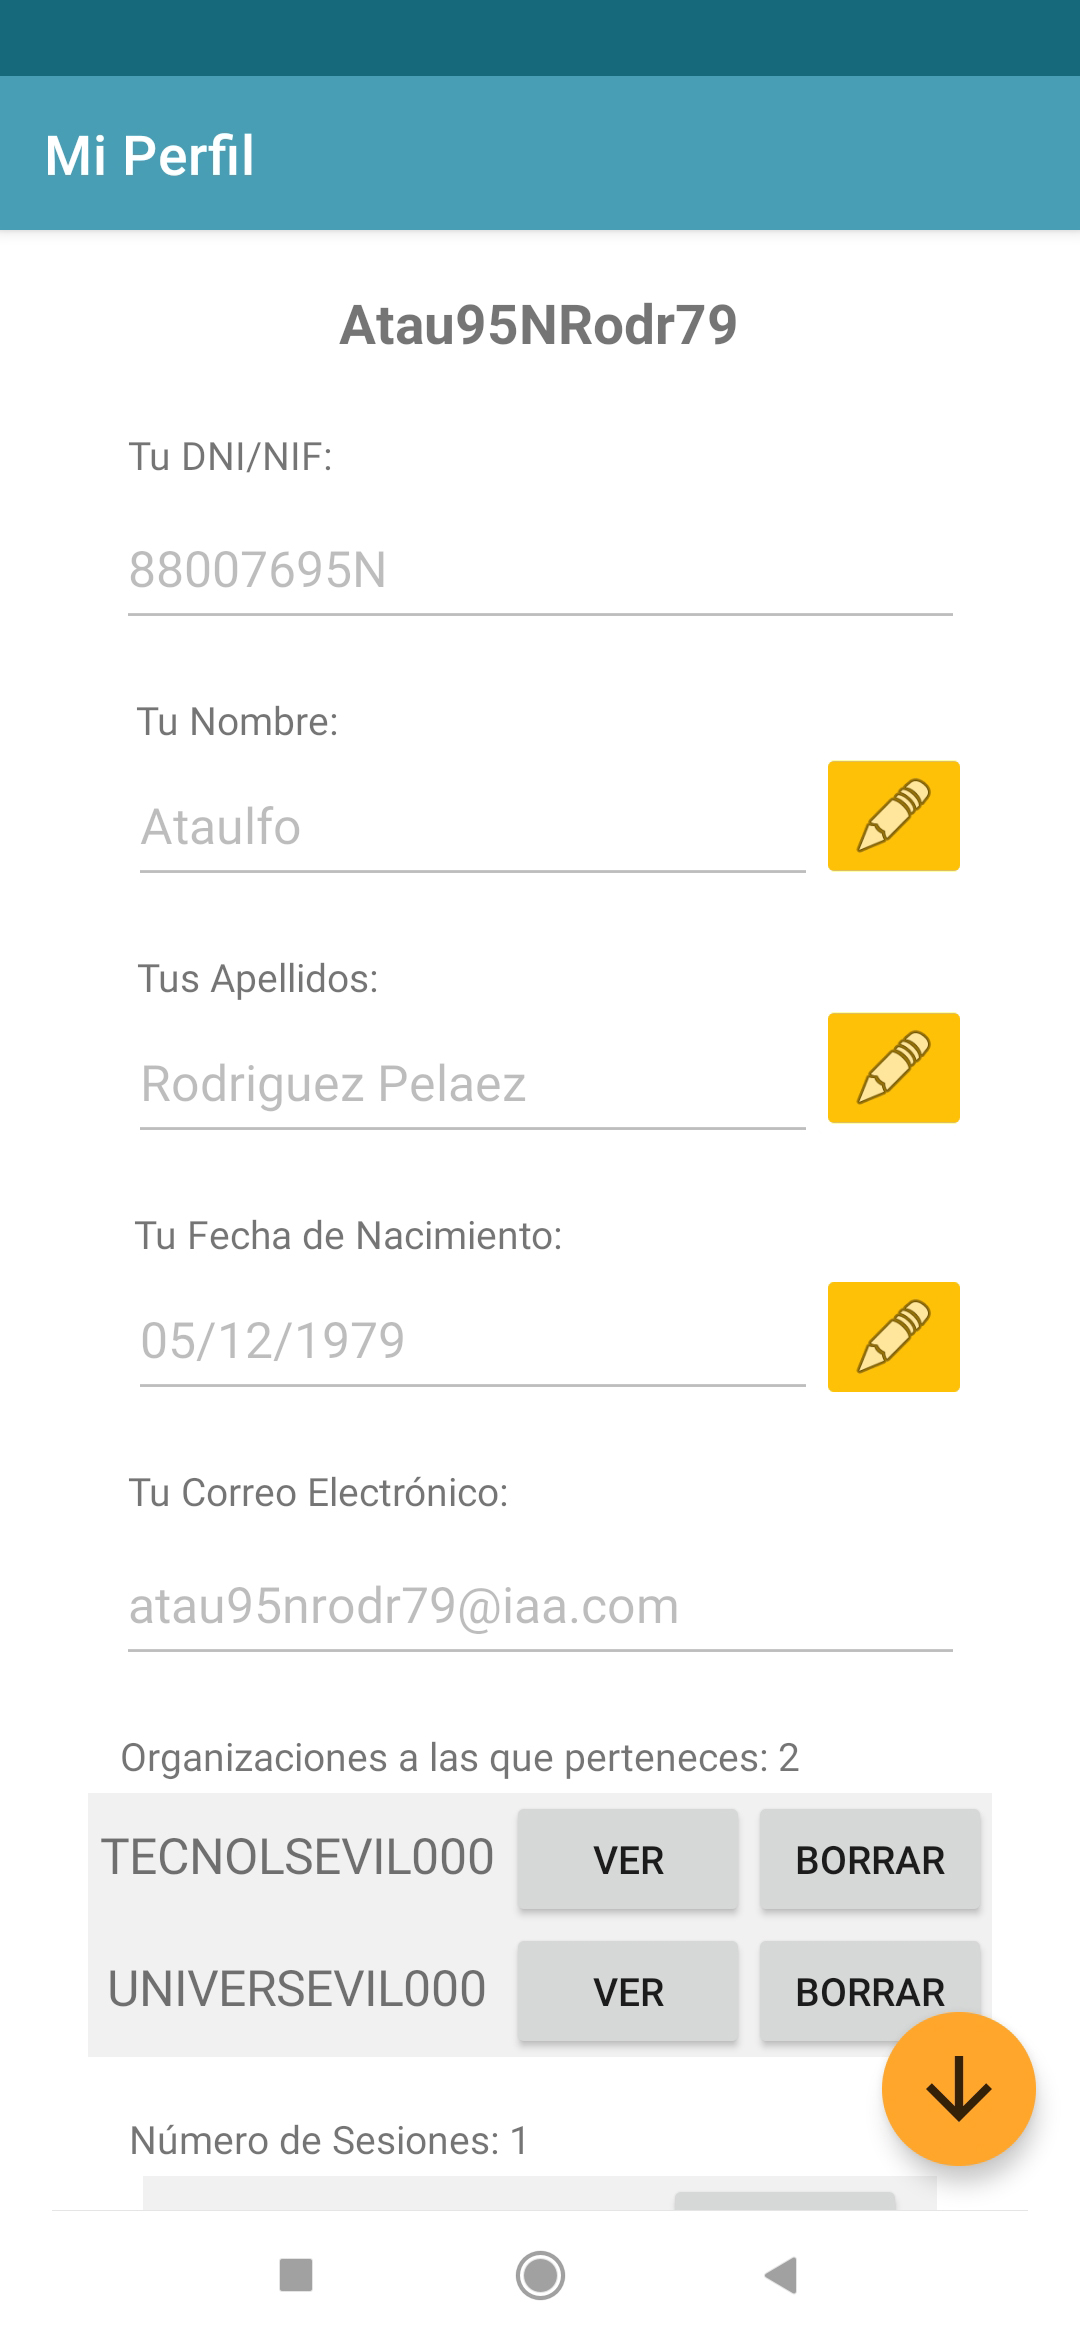 Mi Perfil
Atau95NRodr79
Tu DNI/NIF:
88007695N
Tu Nombre:
Ataulfo
Tus Apellidos:
Rodriguez Pelaez
Tu Fecha de Nacimiento:
05/12/1979
Tu Correo Electrónico:
atau95nrodr79@iaa.com
Organizaciones a las que perteneces: 2
TECNOLSEVIL000 VER BORRAR
UNIVERSEVIL000 VER BORRAR
Número de Sesiones: 1